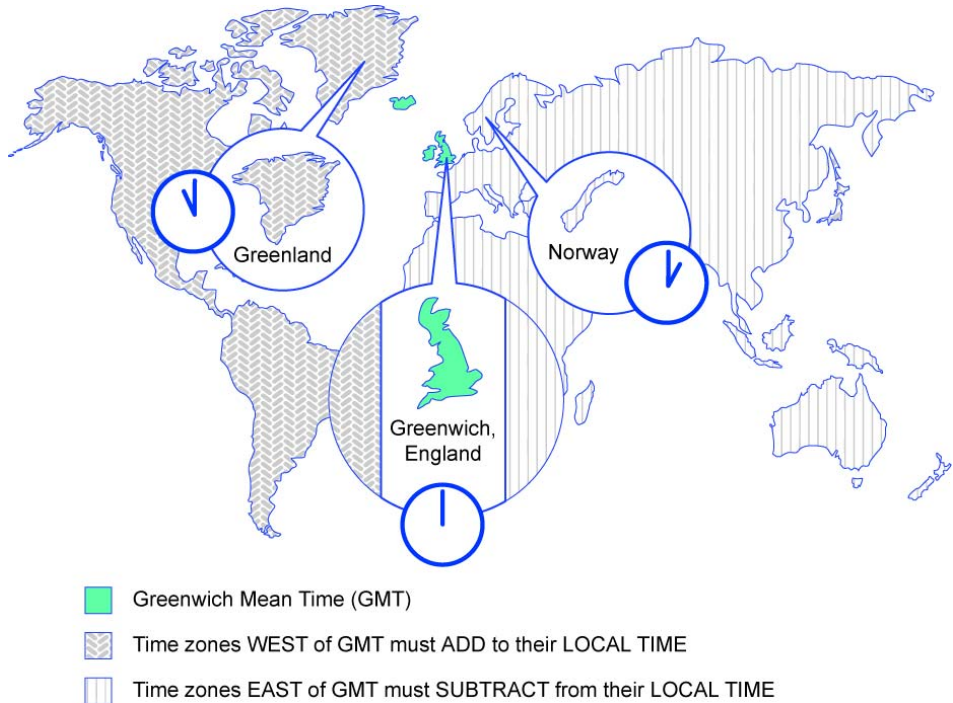 Greenland
Norway
Greenwich,
England
Greenwich Mean Time (GMT)
Time zones WEST of GMT must ADD to their LOCAL TIME
Time zones EAST of GMT must SUBTRACT from their LOCAL TIME